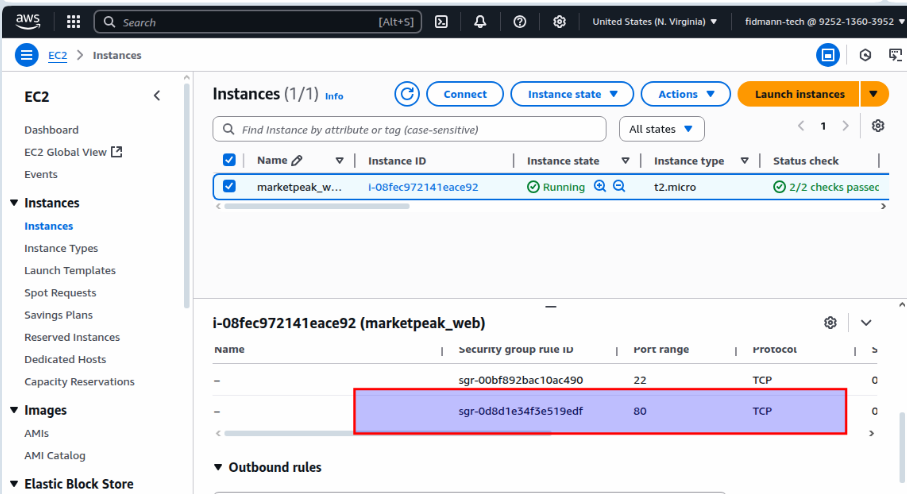 aws Search [Alt+S] United States (N. Virginia) fidmann-tech @ 9252-1360-3952
EC2 > Instances
EC2
Dashboard
EC2 Global View
Events
Instances
Instances
Instance Types
Launch Templates
Spot Requests
Savings Plans
Reserved Instances
Dedicated Hosts
Capacity Reservations
Images
AMIs
AMI Catalog
Elastic Block Store
Instances (1/1) Info Connect Instance state Actions Launch instances
Find Instance by attribute or tag (case-sensitive) All states 1
Name Instance ID Instance state Instance type Status check
marketpeak_w... i-08fec972141eace92 Running t2.micro 2/2 checks passec
i-08fec972141eace92 (marketpeak_web)
Name Security group rule ID Port range Protocol S
– sgr-00bf892bac10ac490 22 TCP 0
– sgr-0d8d1e34f3e519edf 80 TCP 0
Outbound rules